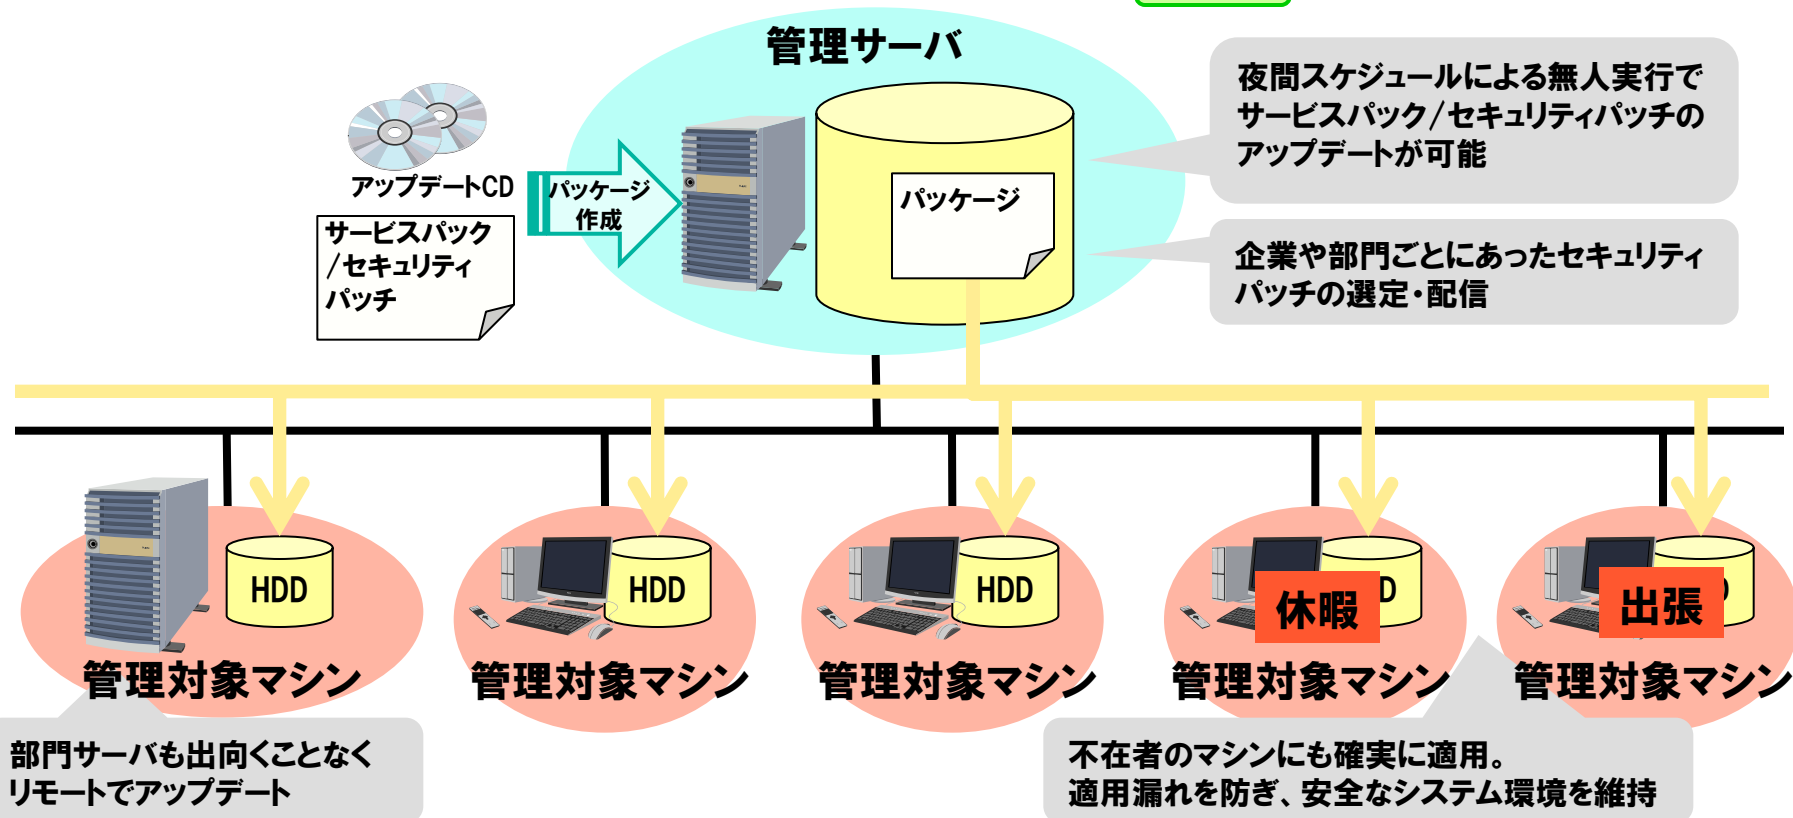 管理サーバ
夜間スケジュールによる無人実行で
サービスパック/セキュリティパッチの
アップデートが可能
アップデートCD
パッケージ
作成
パッケージ
サービスパック
/セキュリティ
パッチ
企業や部門ごとにあったセキュリティ
パッチの選定・配信
HDD
HDD
HDD
休暇
D
出張
管理対象マシン
管理対象マシン
管理対象マシン
管理対象マシン
管理対象マシン
部門サーバも出向くことなく
リモートでアップデート
不在者のマシンにも確実に適用。
適用漏れを防ぎ、安全なシステム環境を維持